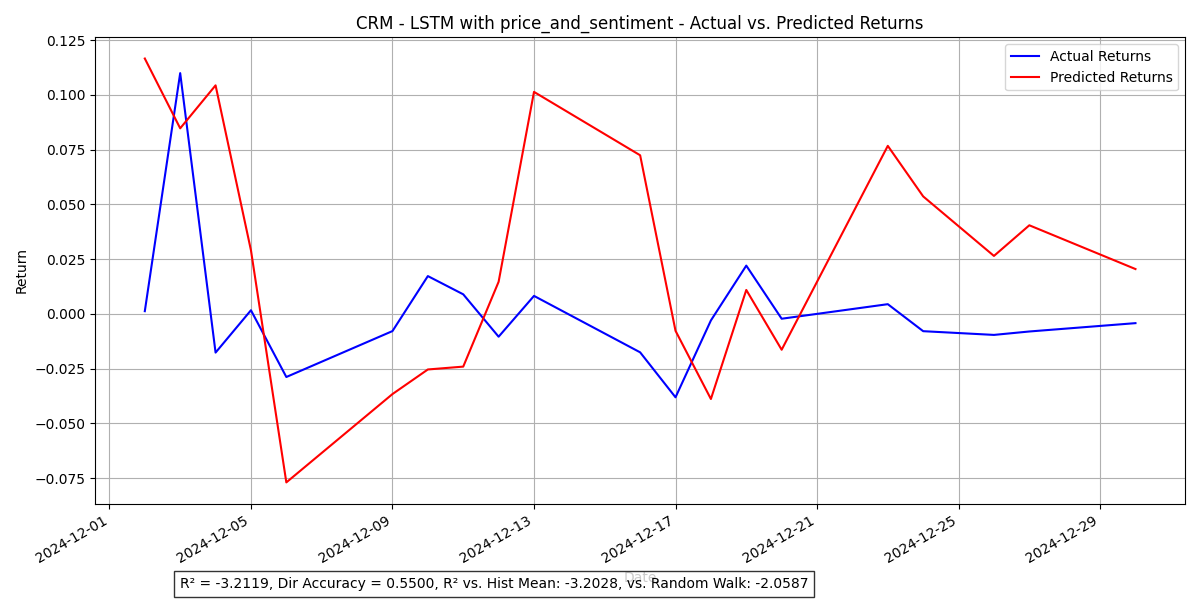 CRM - LSTM with price_and_sentiment - Actual vs. Predicted Returns
Actual Returns
Predicted Returns
Return
0.125
0.100
0.075
0.050
0.025
0.000
−0.025
−0.050
−0.075
2024-12-01
2024-12-05
2024-12-09
2024-12-13
2024-12-17
2024-12-21
2024-12-25
2024-12-29
Date
R² = -3.2119, Dir Accuracy = 0.5500, R² vs. Hist Mean: -3.2028, vs. Random Walk: -2.0587